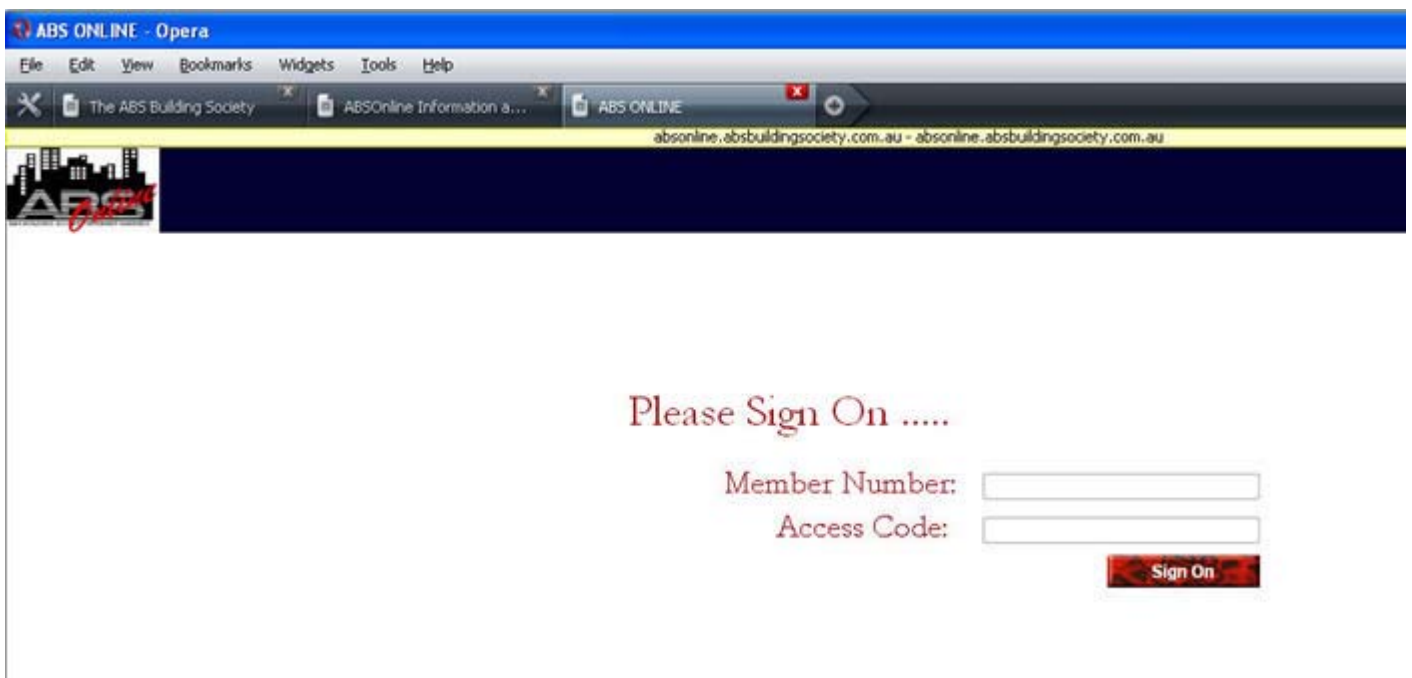 ABS ONLINE - Opera
File Edit View Bookmarks Widgets Tools Help
The ABS Building Society ABSOnline Information a... ABS ONLINE
absonline.absbuildingsociety.com.au - absonline.absbuildingsociety.com.au
ABS
Online
Please Sign On .....
Member Number:
Access Code:
Sign On